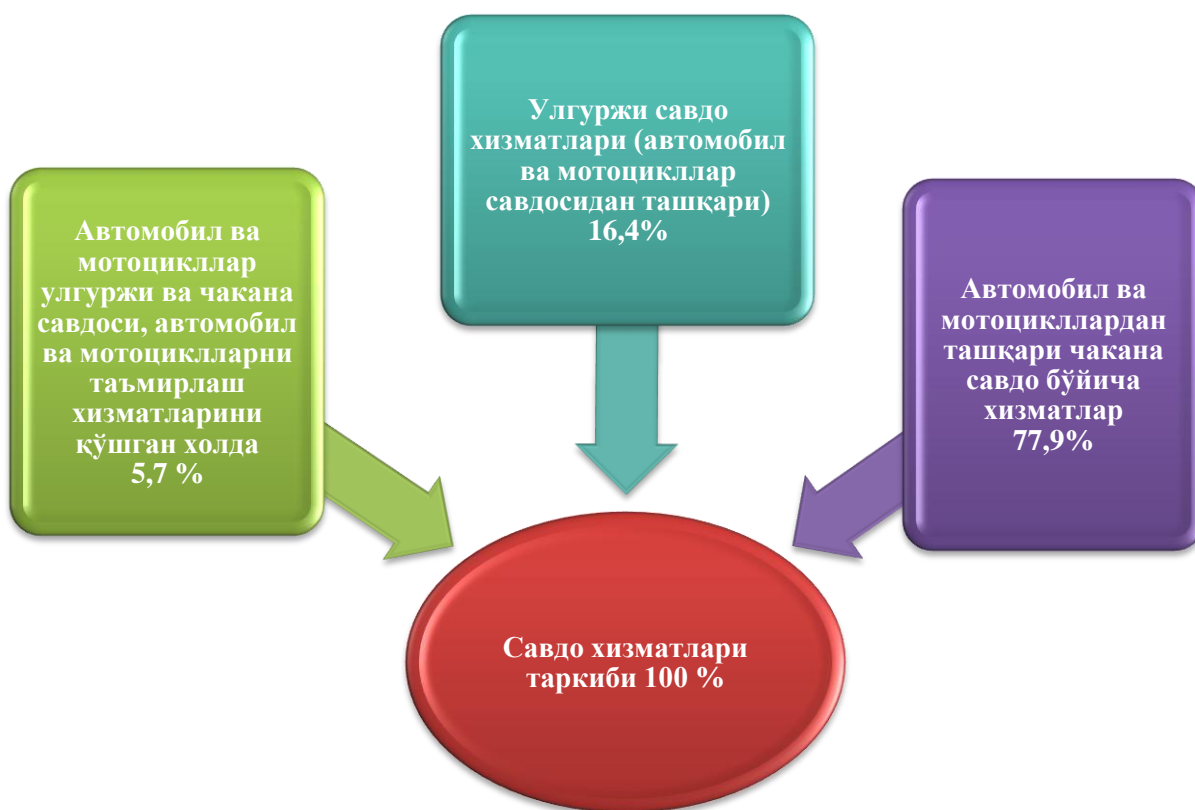 Улгуржи савдо
хизматлари (автомобил
ва мотоцикллар
савдосидан ташқари)
16,4%
Автомобил ва
мотоцикллар
улгуржи ва чакана
савдоси, автомобил
ва мотоциклларни
таъмирлаш
хизматларини
қўшган холда
5,7 %
Автомобил ва
мотоцикллардан
ташқари чакана
савдо бўйича
хизматлар
77,9%
Савдо хизматлари
таркиби 100 %